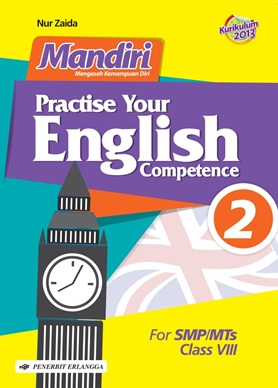 Nur Zaida
Kurikulum
2013
Mandiri
Mengasah Kemampuan Diri
Practise Your
English
Competence
2
For SMP/MTs
Class VIII
PENERBIT ERLANGGA